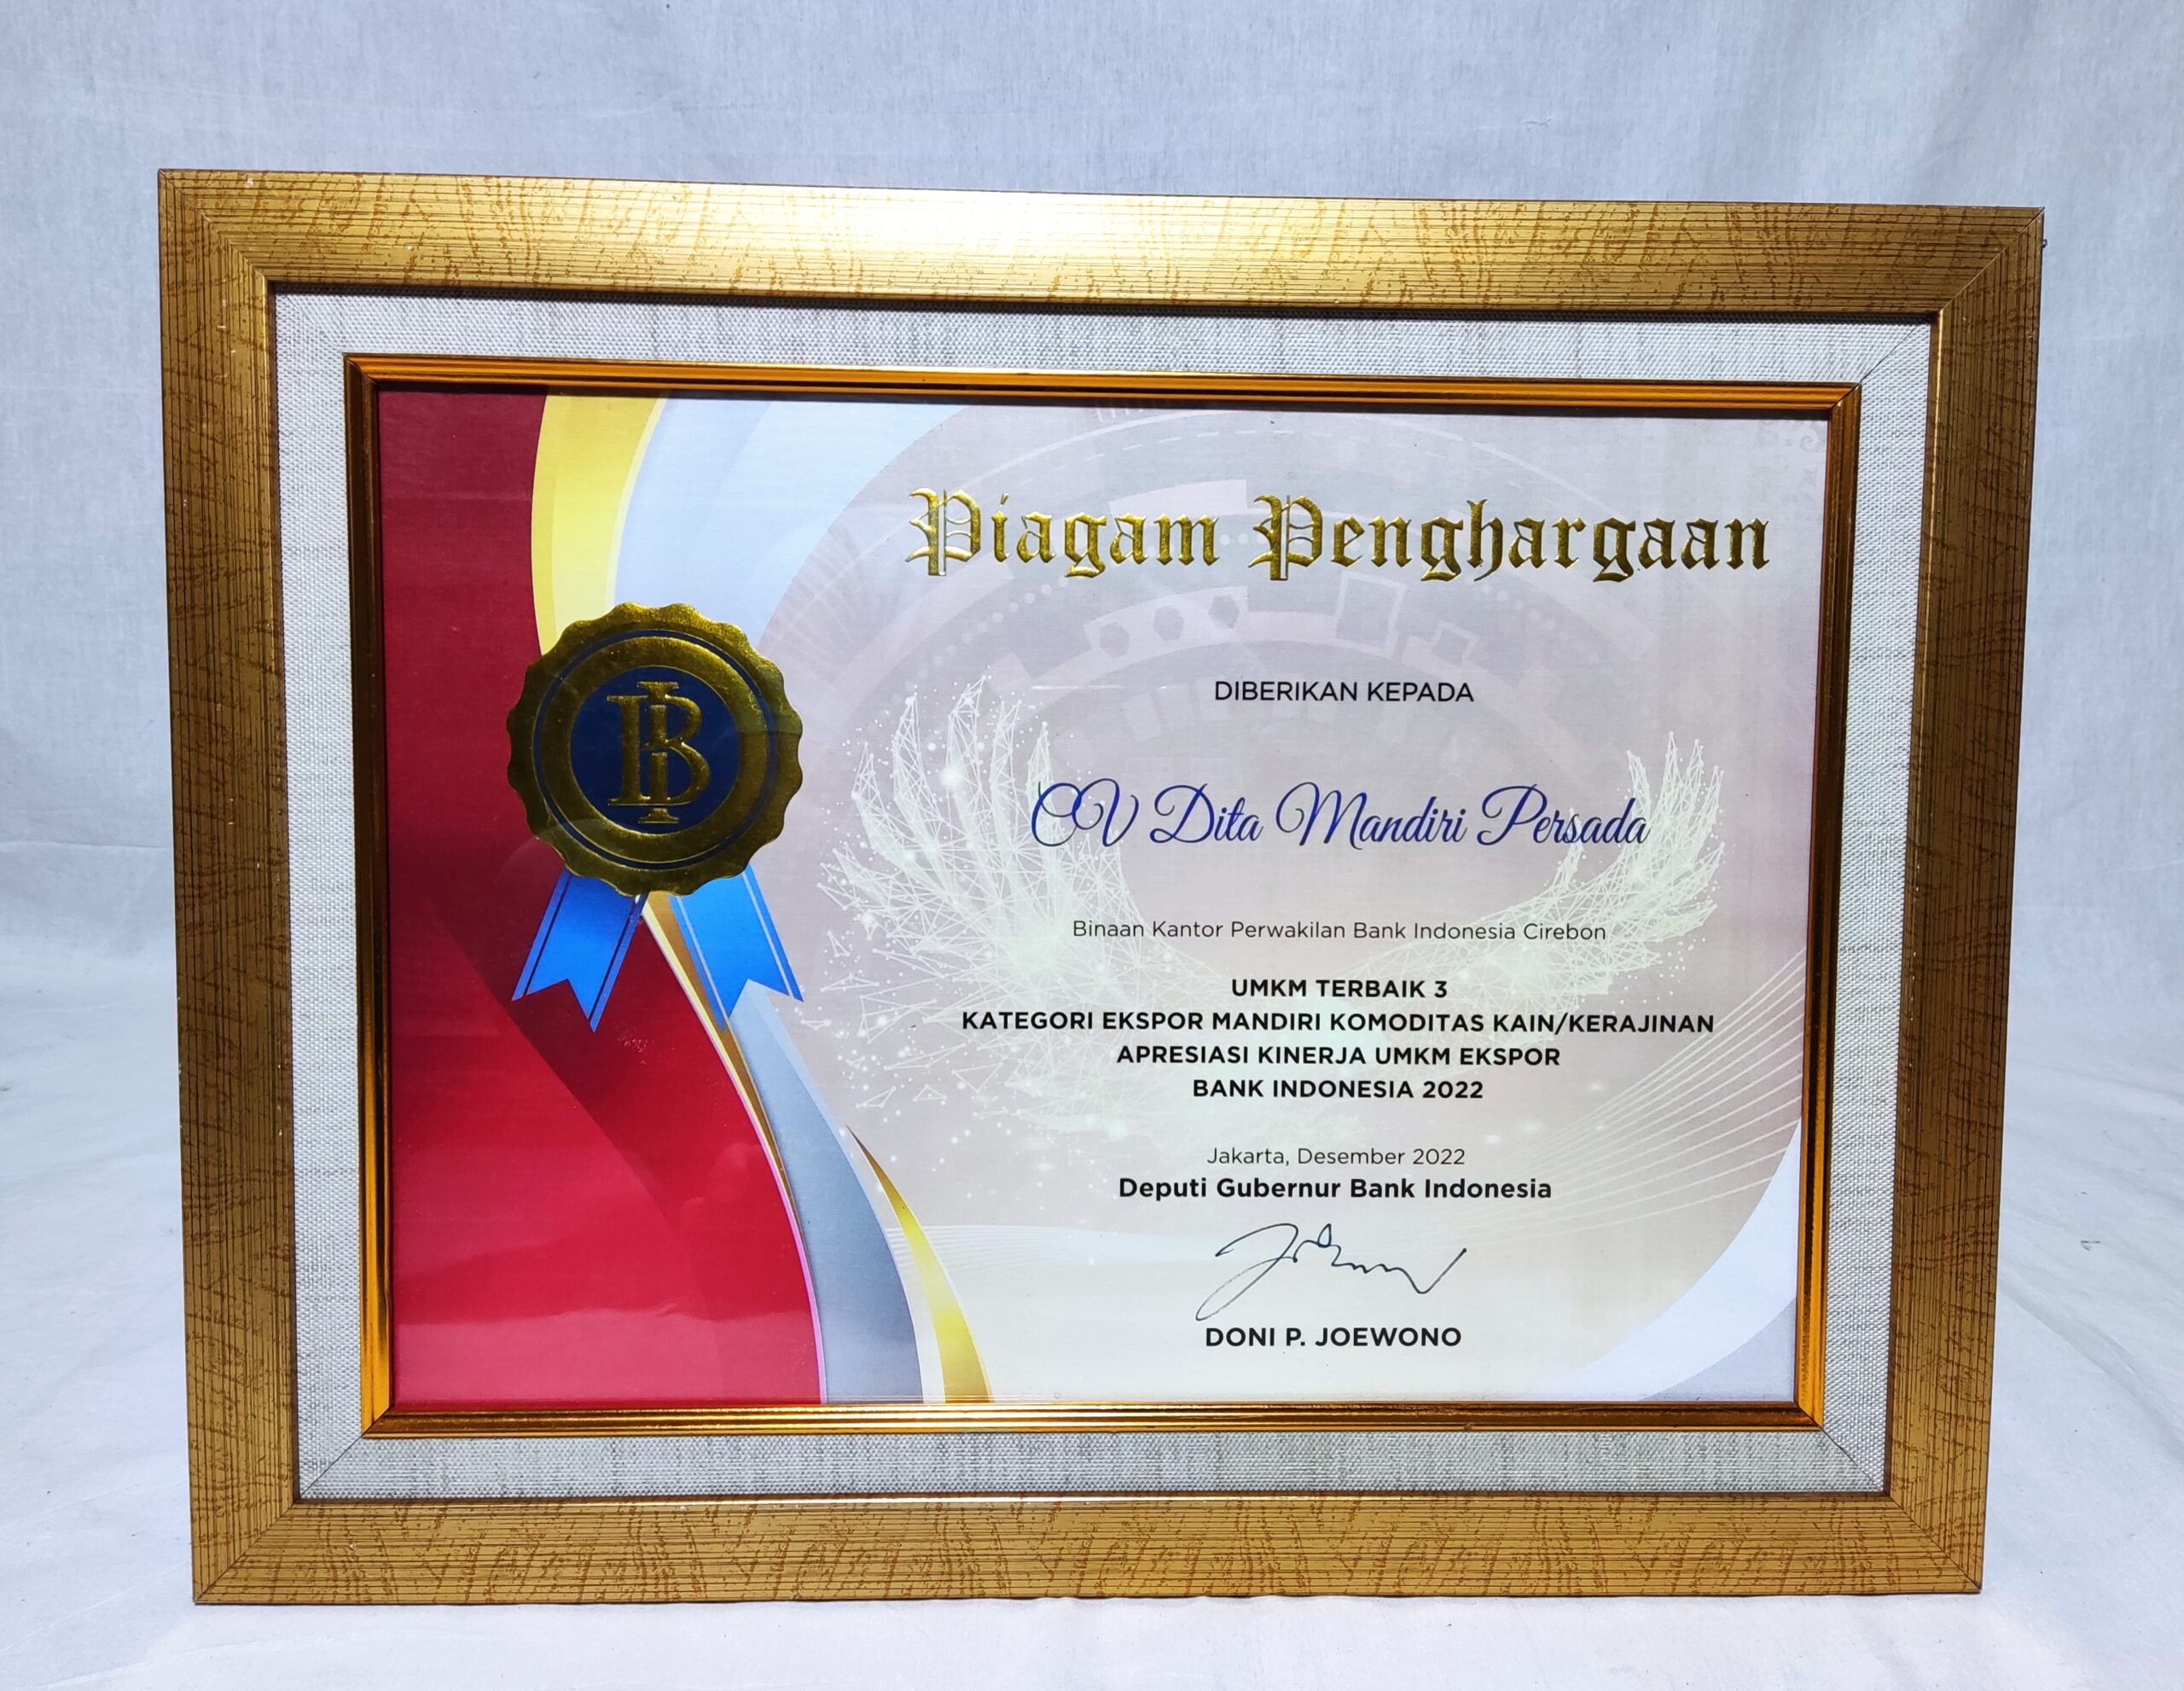 Piagam Penghargaan
DIBERIKAN KEPADA
CV Dita Mandiri Persada
Binaan Kantor Perwakilan Bank Indonesia Cirebon
UMKM TERBAIK 3
KATEGORI EKSPOR MANDIRI KOMODITAS KAIN/KERAJINAN
APRESIASI KINERJA UMKM EKSPOR
BANK INDONESIA 2022
Jakarta, Desember 2022
Deputi Gubernur Bank Indonesia
DONI P. JOEWONO
BI